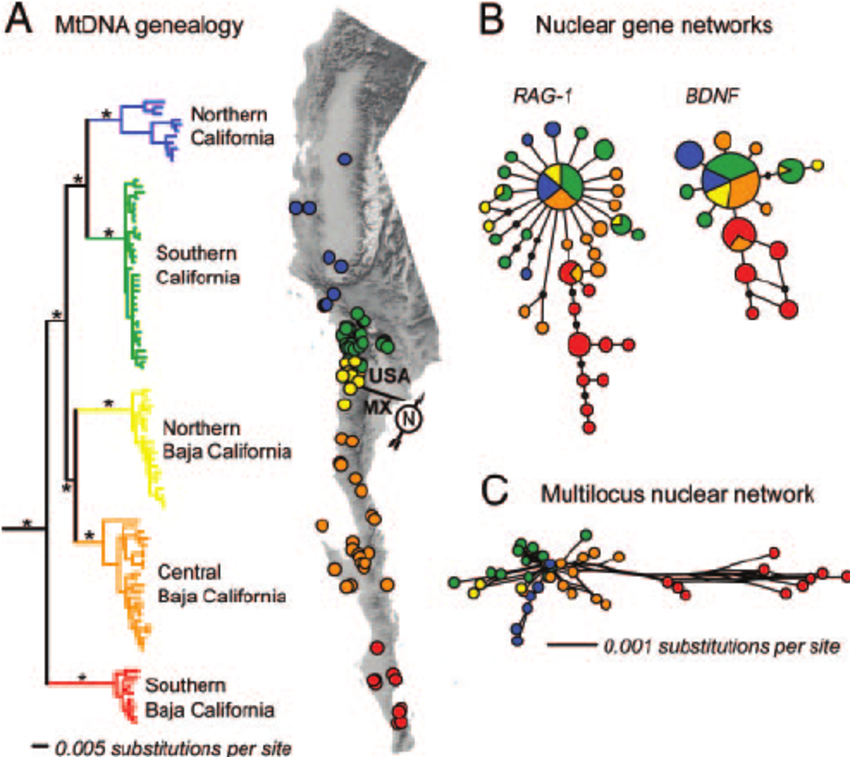 A MtDNA genealogy
B Nuclear gene networks
RAG-1
BDNF
* Northern
California
*
* Southern
California
*
USA
MX
N
* Northern
Baja California
*
* Central
Baja California
*
* Southern
Baja California
0.005 substitutions per site
C Multilocus nuclear network
0.001 substitutions per site